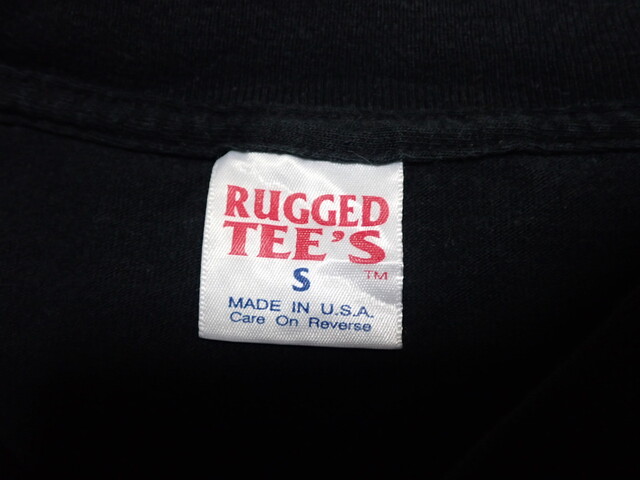 RUGGED
TEE'S
S TM
MADE IN U.S.A.
Care On Reverse